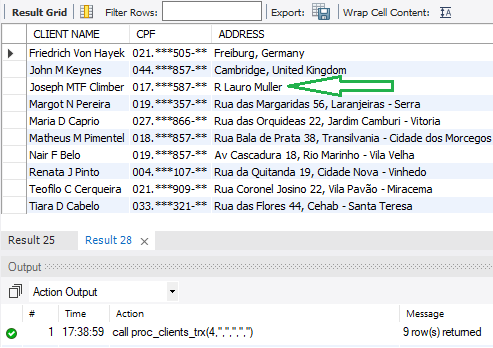 Result Grid Filter Rows: Export: Wrap Cell Content:
CLIENT NAME CPF ADDRESS
Friedrich Von Hayek 021.***505-** Freiburg, Germany
John M Keynes 044.***857-** Cambridge, United Kingdom
Joseph MTF Climber 017.***587-** R Lauro Muller
Margot N Pereira 019.***357-** Rua das Margaridas 56, Laranjeiras - Serra
Maria D Caprio 027.***866-** Rua das Orquideas 22, Jardim Camburi - Vitoria
Matheus M Pimentel 018.***857-** Rua Bala de Prata 38, Transilvania - Cidade dos Morcegos
Nair F Belo 019.***857-** Av Cascadura 18, Rio Marinho - Vila Velha
Renata J Pinto 004.***107-** Rua da Quitanda 19, Cidade Nova - Vinhedo
Teofilo C Cerqueira 021.***909-** Rua Coronel Josino 22, Vila Pavão - Miracema
Tiara D Cabelo 033.***321-** Rua das Flores 44, Cehab - Santa Teresa
Result 25 Result 28 ×
Output
Action Output
# Time Action Message
1 17:38:59 call proc_clients_trx(4,'','','','') 9 row(s) returned